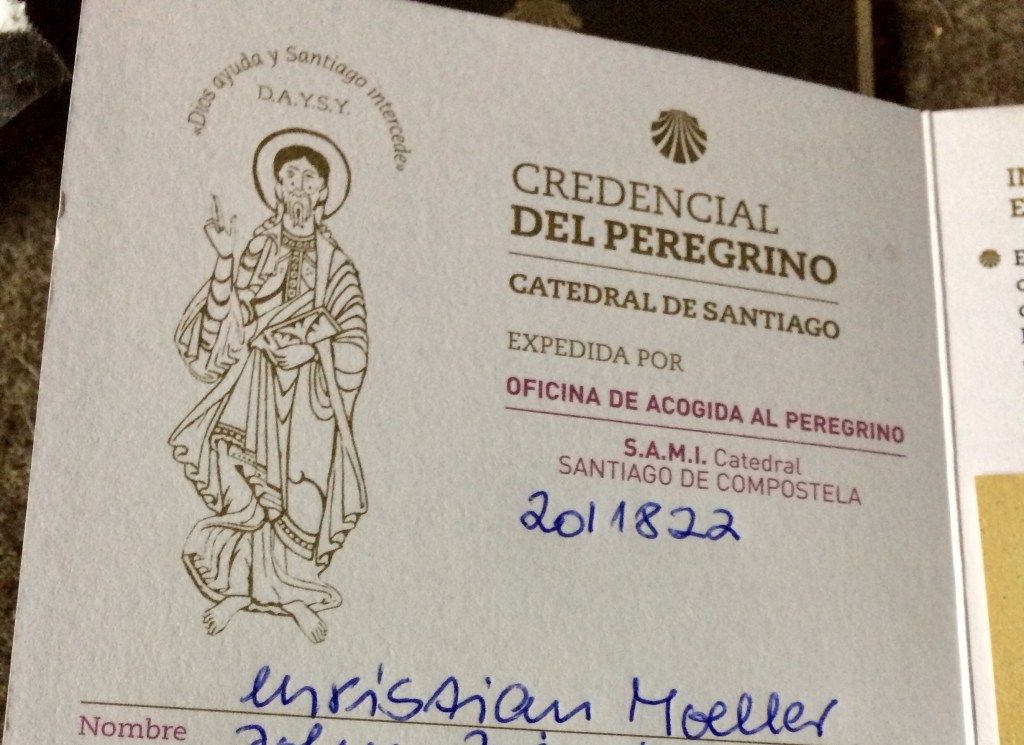 «Dios ayuda y Santiago intercede»
D.A.Y.S.Y.
CREDENCIAL
DEL PEREGRINO
CATEDRAL DE SANTIAGO
EXPEDIDA POR
OFICINA DE ACOGIDA AL PEREGRINO
S.A.M.I. Catedral
SANTIAGO DE COMPOSTELA
2011822
Christian Moeller
Nombre